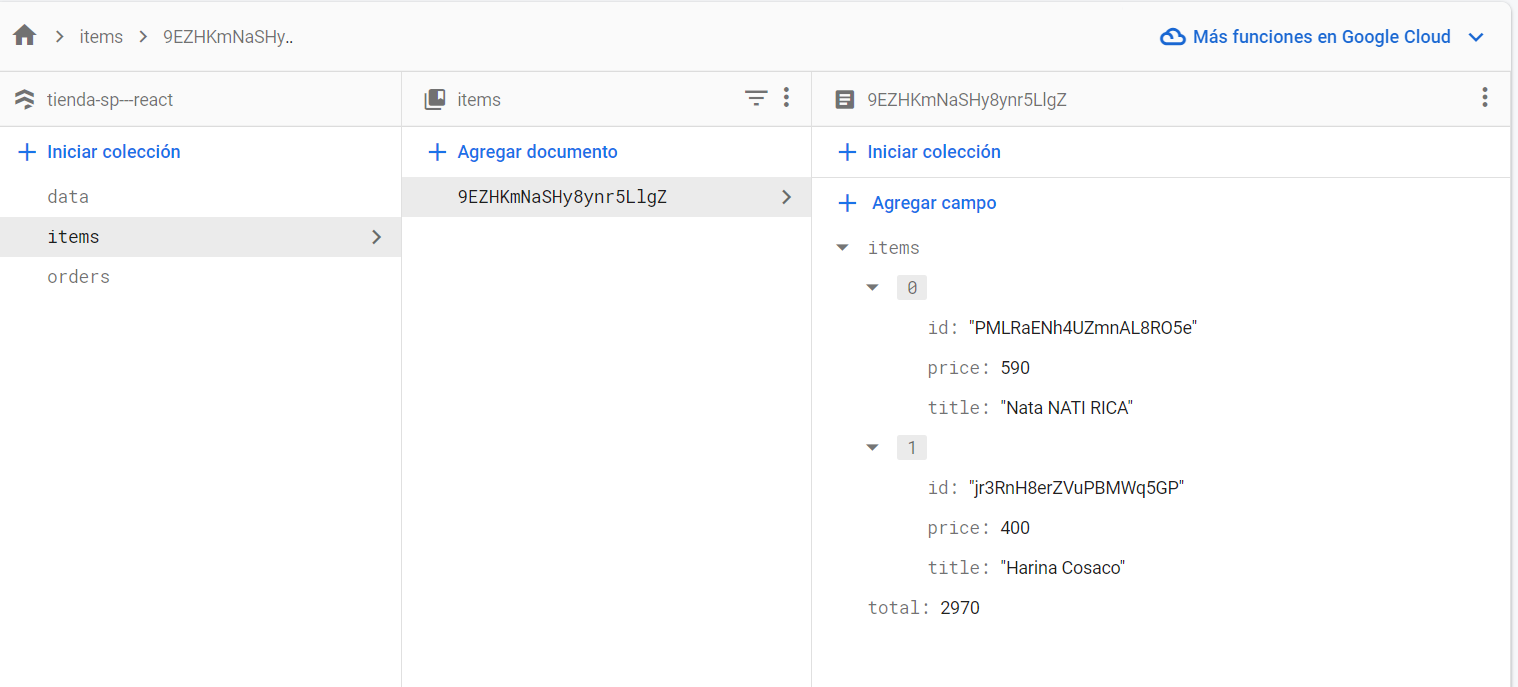 items
9EZHKmNaSHy..
Más funciones en Google Cloud
tienda-sp---react
Iniciar colección
data
items
orders
items
Agregar documento
9EZHKmNaSHy8ynr5LlgZ
9EZHKmNaSHy8ynr5LlgZ
Iniciar colección
Agregar campo
items
0
id: "PMLRaENh4UZmnAL8RO5e"
price: 590
title: "Nata NATI RICA"
1
id: "jr3RnH8erZVuPBMWq5GP"
price: 400
title: "Harina Cosaco"
total: 2970